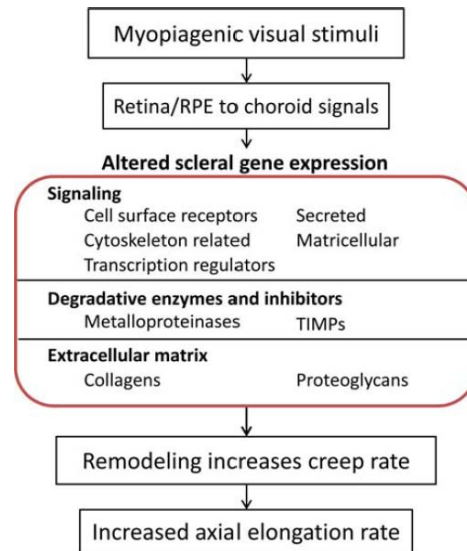 Myopiagenic visual stimuli
Retina/RPE to choroid signals
Altered scleral gene expression
Signaling
Cell surface receptors Secreted
Cytoskeleton related Matricellular
Transcription regulators
Degradative enzymes and inhibitors
Metalloproteinases TIMPs
Extracellular matrix
Collagens Proteoglycans
Remodeling increases creep rate
Increased axial elongation rate